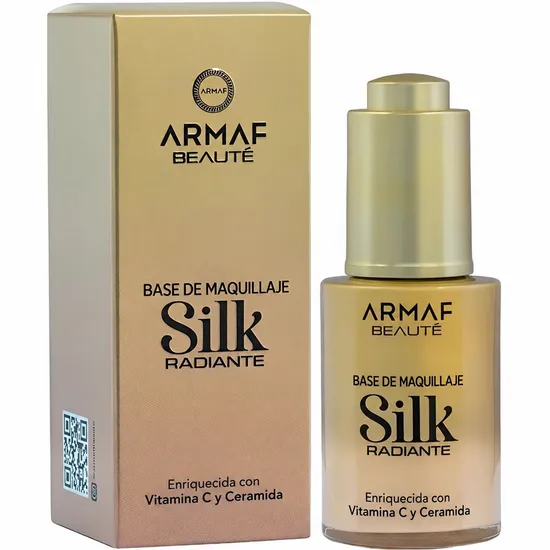 ARMAF
ARMAF
BEAUTÉ
BASE DE MAQUILLAJE
Silk
RADIANTE
Enriquecida con
Vitamina C y Ceramida
ARMAF
BEAUTÉ
BASE DE MAQUILLAJE
Silk
RADIANTE
Enriquecida con
Vitamina C y Ceramida